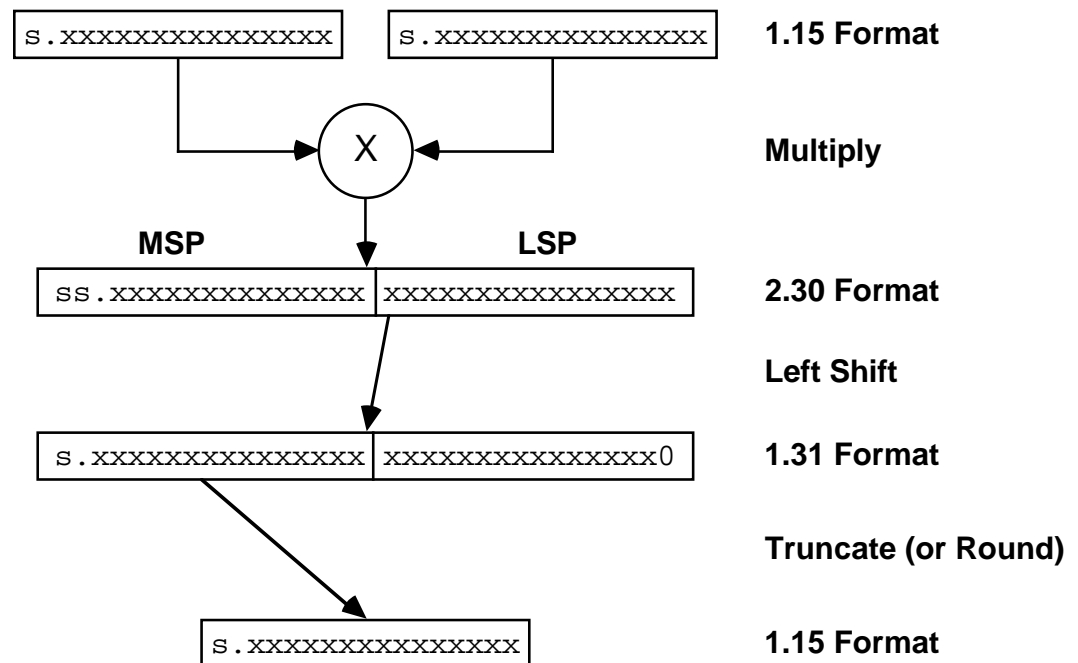 s.xxxxxxxxxxxxxxx s.xxxxxxxxxxxxxxx 1.15 Format
X Multiply
MSP LSP
ss.xxxxxxxxxxxxxx xxxxxxxxxxxxxxxx 2.30 Format
Left Shift
s.xxxxxxxxxxxxxxx xxxxxxxxxxxxxxx0 1.31 Format
Truncate (or Round)
s.xxxxxxxxxxxxxxx 1.15 Format